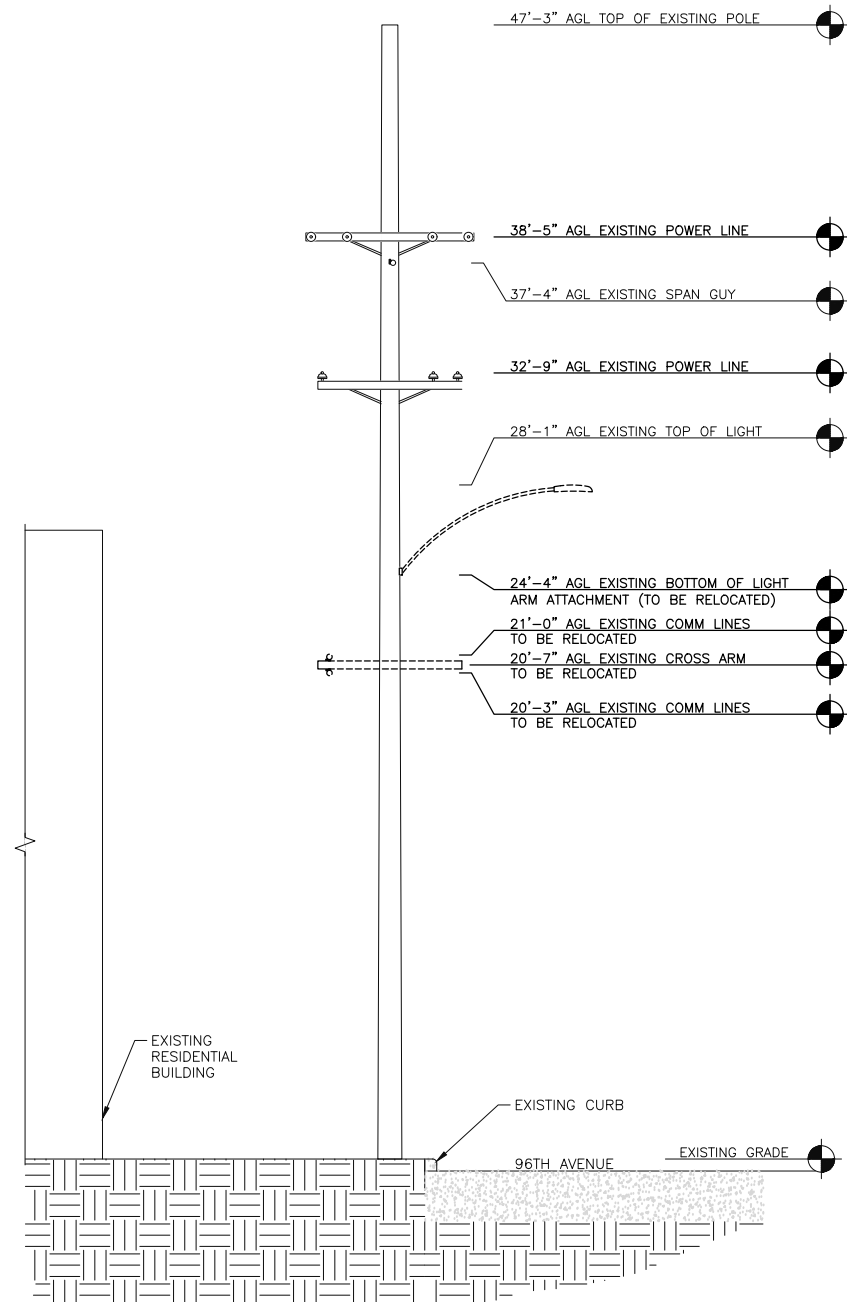 47'-3" AGL TOP OF EXISTING POLE
38'-5" AGL EXISTING POWER LINE
37'-4" AGL EXISTING SPAN GUY
32'-9" AGL EXISTING POWER LINE
28'-1" AGL EXISTING TOP OF LIGHT
24'-4" AGL EXISTING BOTTOM OF LIGHT
ARM ATTACHMENT (TO BE RELOCATED)
21'-0" AGL EXISTING COMM LINES
TO BE RELOCATED
20'-7" AGL EXISTING CROSS ARM
TO BE RELOCATED
20'-3" AGL EXISTING COMM LINES
TO BE RELOCATED
EXISTING
RESIDENTIAL
BUILDING
EXISTING CURB
96TH AVENUE
EXISTING GRADE